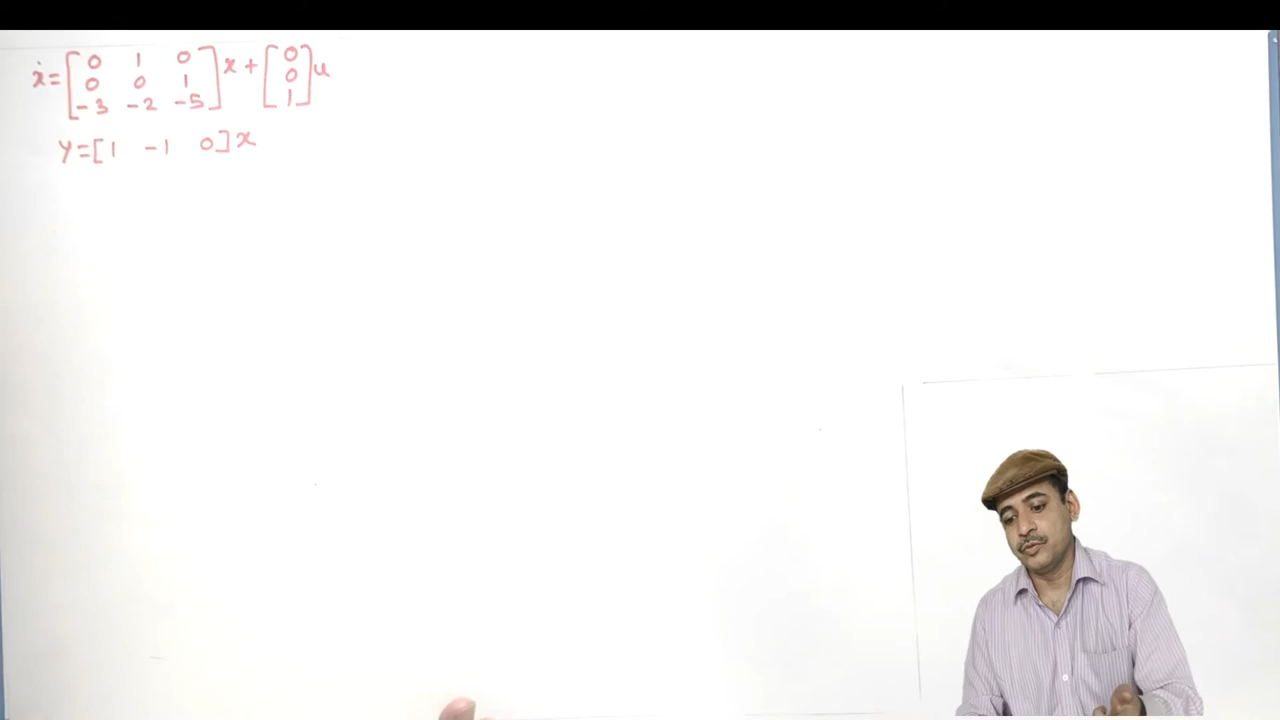 ẋ = [0 1 0; 0 0 1; -3 -2 -5] x + [0; 0; 1] u
y = [1 -1 0] x